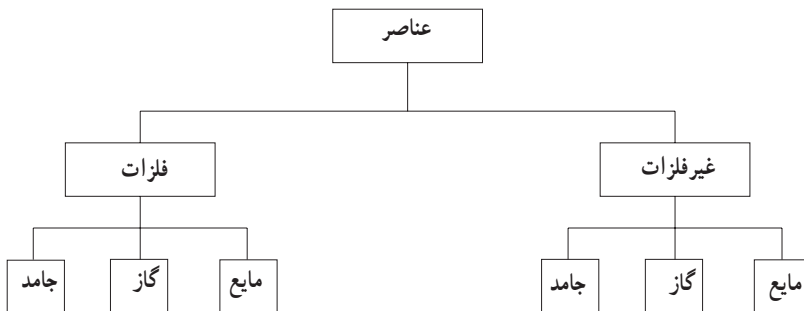 عناصر
غیرفلزات
فلزات
مایع
گاز
جامد
مایع
گاز
جامد